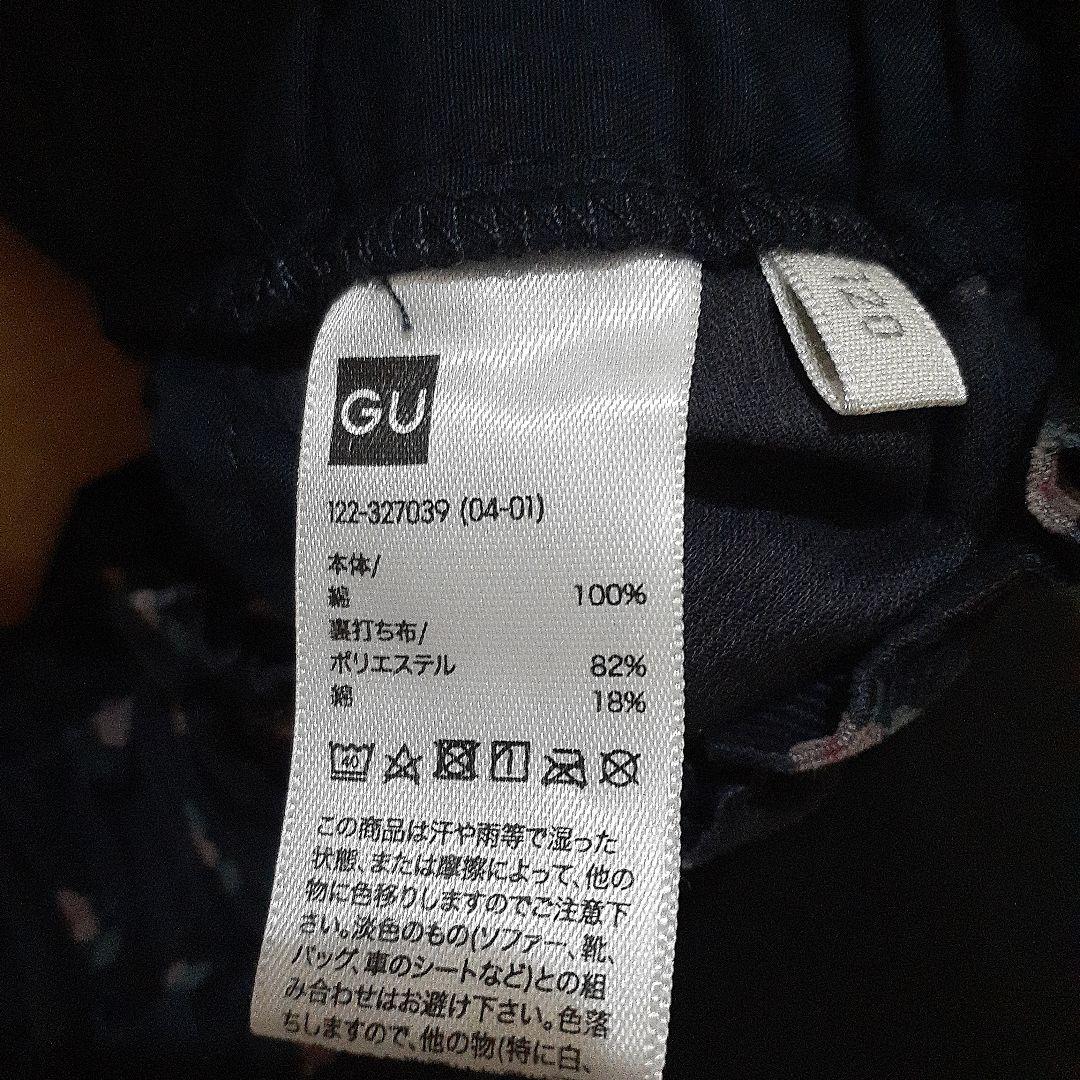 120
GU
122-327039 (04-01)
本体/
綿 100%
裏打ち布/
ポリエステル 82%
綿 18%
40
この商品は汗や雨等で湿った
状態、または摩擦によって、他の
物に色移りしますのでご注意下
さい。淡色のもの(ソファー、靴、
バッグ、車のシートなど)との組
み合わせはお避け下さい。色落
ちしますので、他の物(特に白、